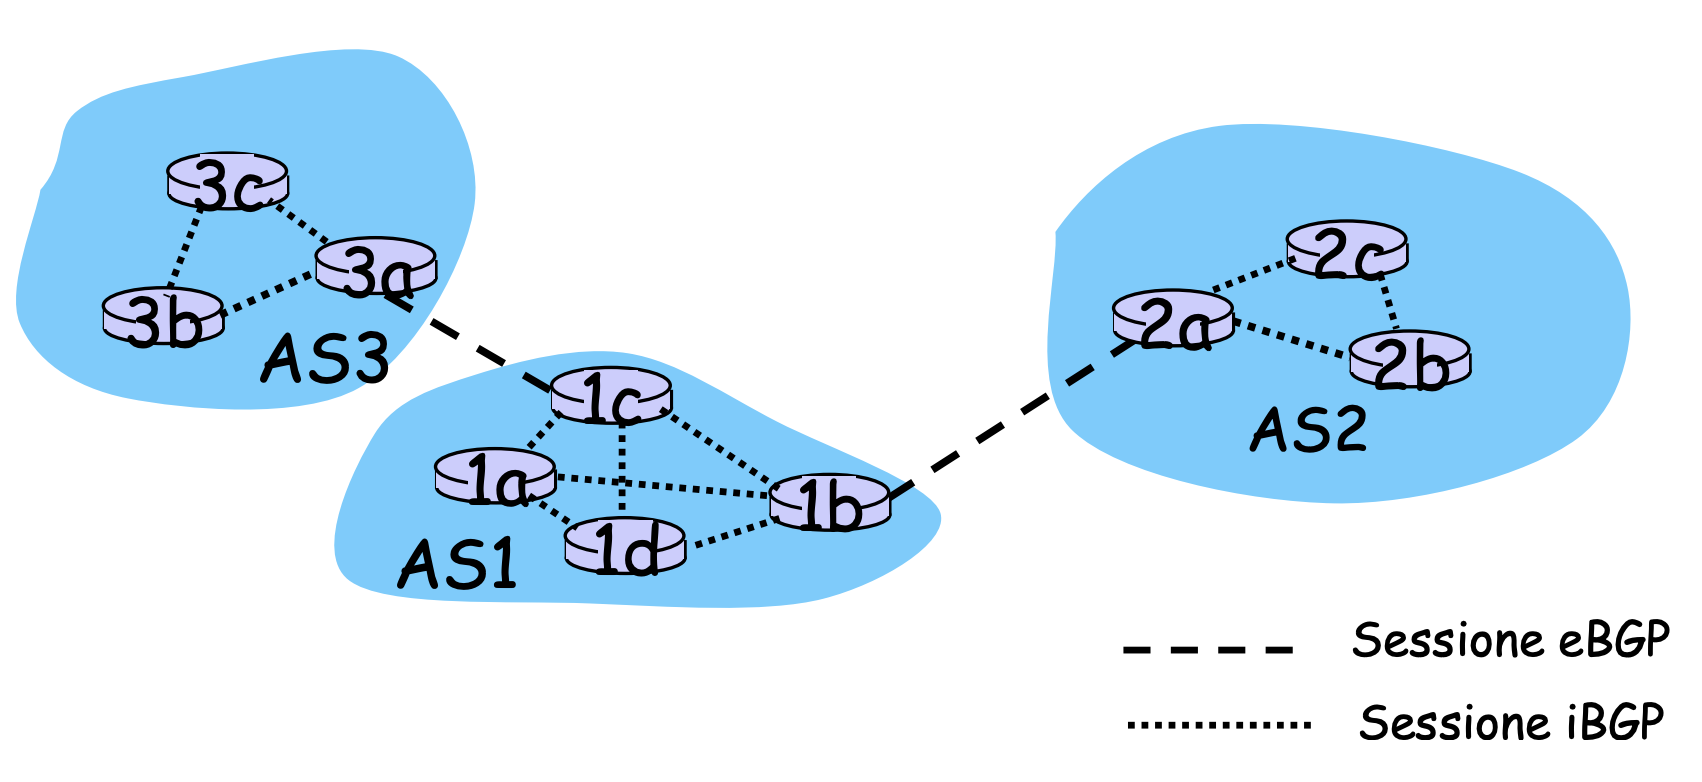 3c
3a
3b
AS3
1c
1a
1b
1d
AS1
2c
2a
2b
AS2
Sessione eBGP
Sessione iBGP